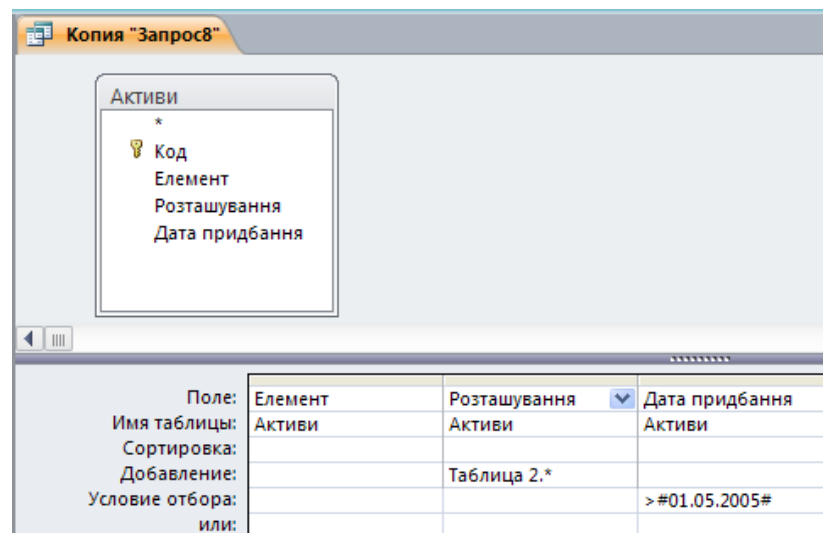 Копия "Запрос8"
Активи
*
Код
Елемент
Розташування
Дата придбання
Поле: Елемент Розташування Дата придбання
Имя таблицы: Активи Активи Активи
Сортировка:
Добавление: Таблица 2.*
Условие отбора: >#01.05.2005#
или: